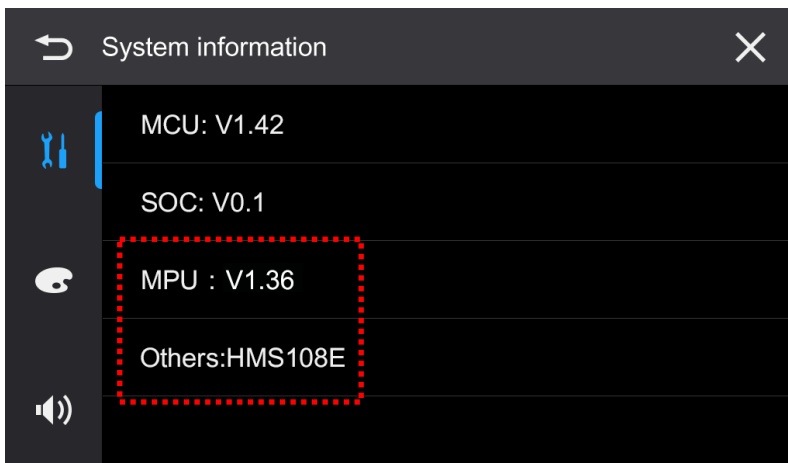 System information
MCU: V1.42
SOC: V0.1
MPU：V1.36
Others:HMS108E